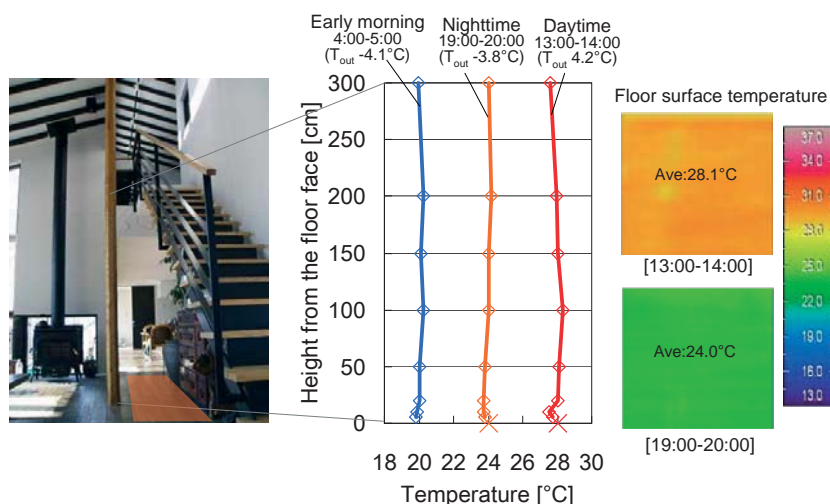 Early morning
4:00-5:00
(Tout -4.1°C)
Nighttime
19:00-20:00
(Tout -3.8°C)
Daytime
13:00-14:00
(Tout 4.2°C)
Height from the floor face [cm]
300
250
200
150
100
50
0
18 20 22 24 26 28 30
Temperature [°C]
Floor surface temperature
Ave:28.1°C
[13:00-14:00]
Ave:24.0°C
[19:00-20:00]
37.0
34.0
31.0
28.0
25.0
22.0
19.0
16.0
13.0